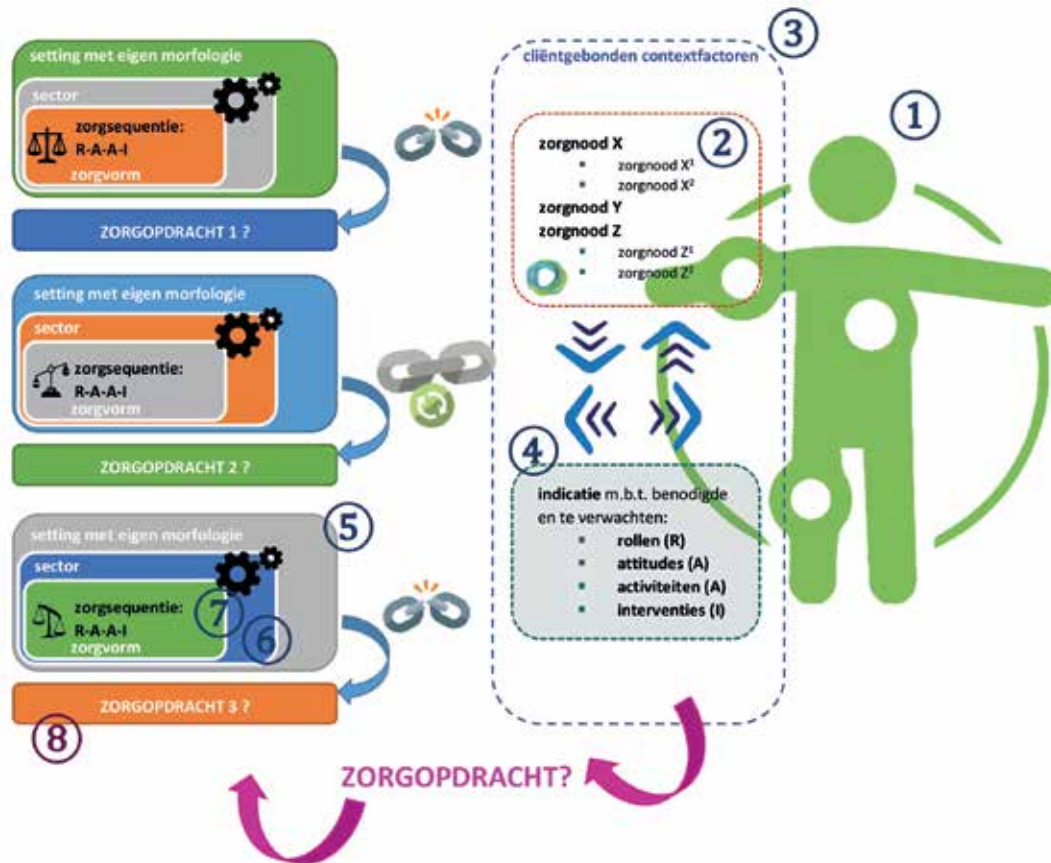 setting met eigen morfologie
sector
zorgsequentie:
R-A-A-I
zorgvorm
ZORGOPDRACHT 1 ?
setting met eigen morfologie
sector
zorgsequentie:
R-A-A-I
zorgvorm
ZORGOPDRACHT 2 ?
setting met eigen morfologie
5
sector
zorgsequentie:
7
R-A-A-I
6
zorgvorm
ZORGOPDRACHT 3 ?
8
cliëntgebonden contextfactoren
3
2
zorgnood X
▪ zorgnood X¹
▪ zorgnood X²
zorgnood Y
zorgnood Z
▪ zorgnood Z¹
▪ zorgnood Z²
4
indicatie m.b.t. benodigde
en te verwachten:
▪ rollen (R)
▪ attitudes (A)
▪ activiteiten (A)
▪ interventies (I)
1
ZORGOPDRACHT?